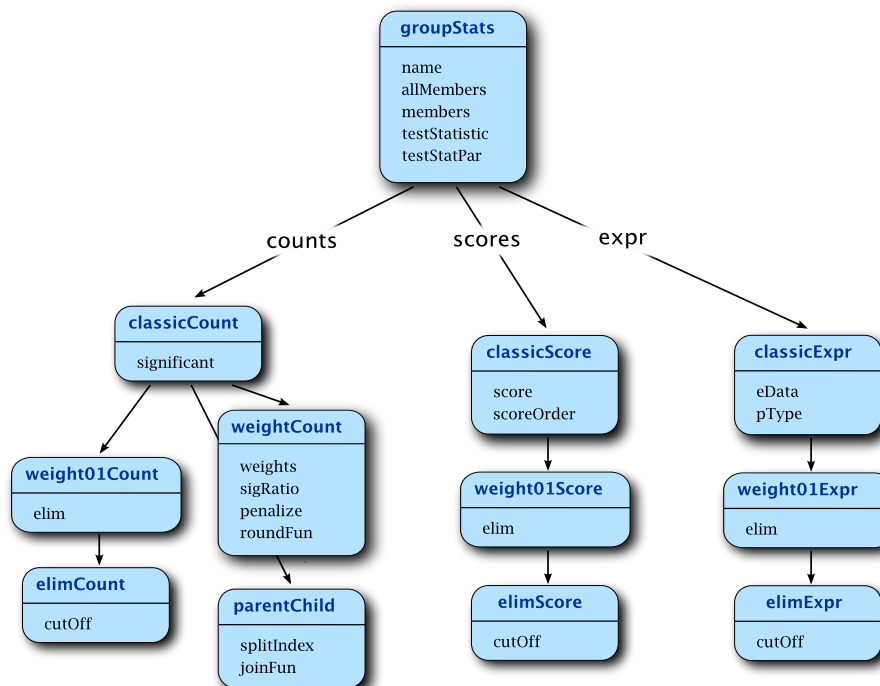 groupStats
name
allMembers
members
testStatistic
testStatPar
counts
scores
expr
classicCount
significant
classicScore
score
scoreOrder
classicExpr
eData
pType
weightCount
weights
sigRatio
penalize
roundFun
weight01Count
elim
weight01Score
elim
weight01Expr
elim
elimCount
cutOff
parentChild
splitIndex
joinFun
elimScore
cutOff
elimExpr
cutOff